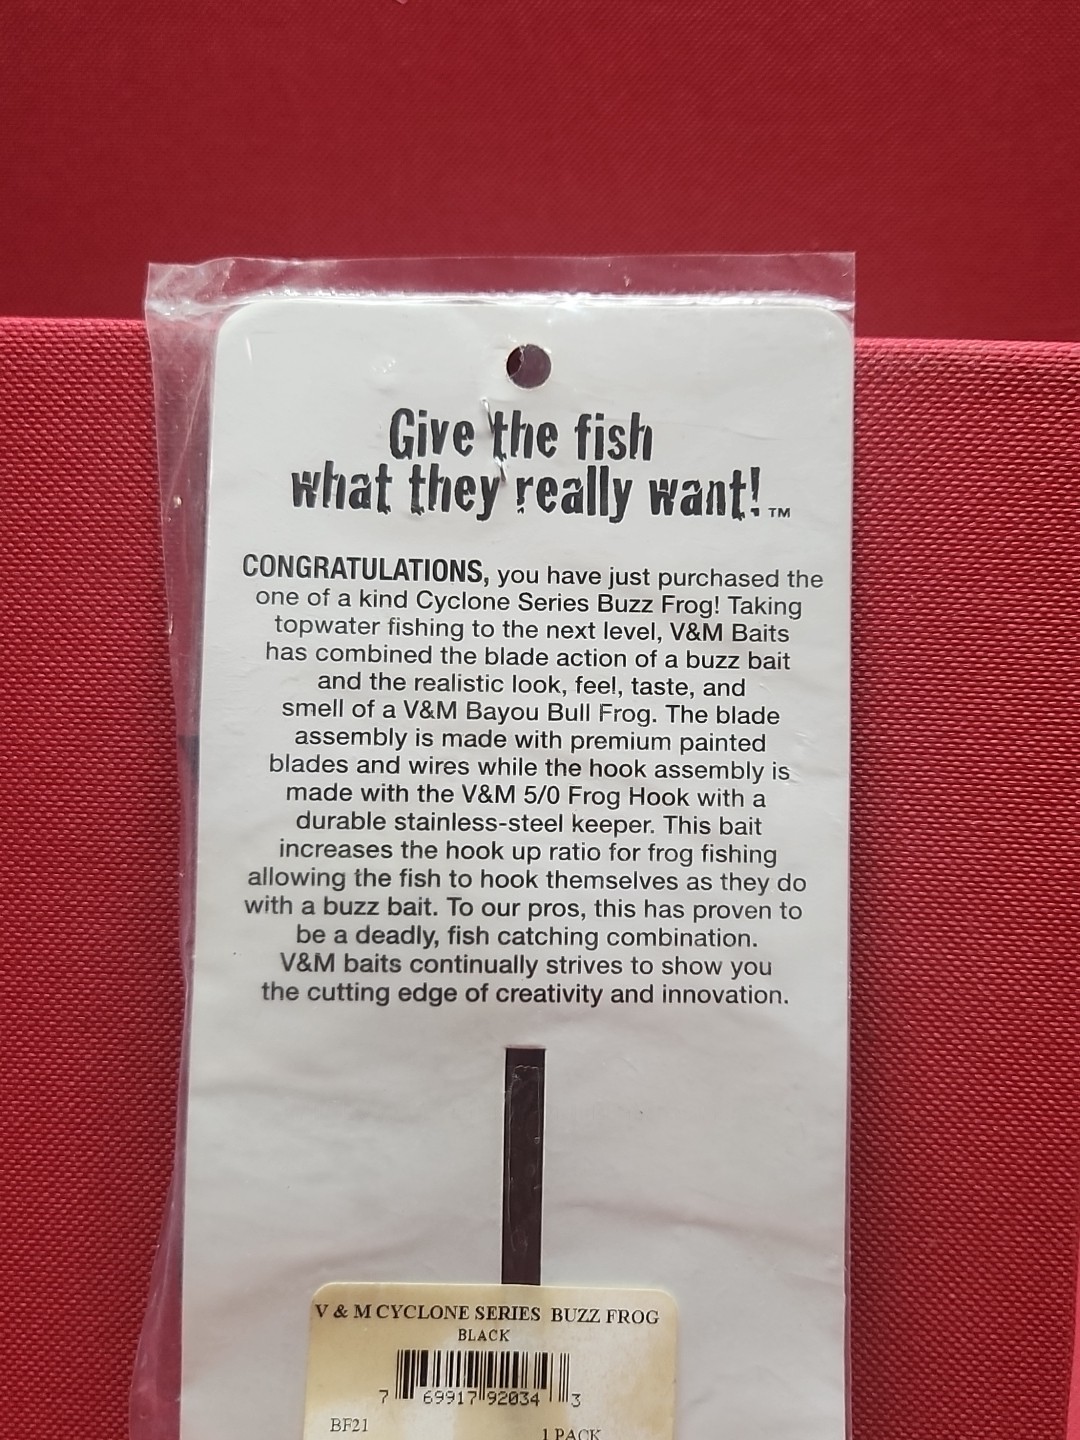 Give the fish
what they really want!™
CONGRATULATIONS, you have just purchased the
one of a kind Cyclone Series Buzz Frog! Taking
topwater fishing to the next level, V&M Baits
has combined the blade action of a buzz bait
and the realistic look, feel, taste, and
smell of a V&M Bayou Bull Frog. The blade
assembly is made with premium painted
blades and wires while the hook assembly is
made with the V&M 5/0 Frog Hook with a
durable stainless-steel keeper. This bait
increases the hook up ratio for frog fishing
allowing the fish to hook themselves as they do
with a buzz bait. To our pros, this has proven to
be a deadly, fish catching combination.
V&M baits continually strives to show you
the cutting edge of creativity and innovation.
V & M CYCLONE SERIES BUZZ FROG
BLACK
7 69917 92034 3
BF21 1 PACK